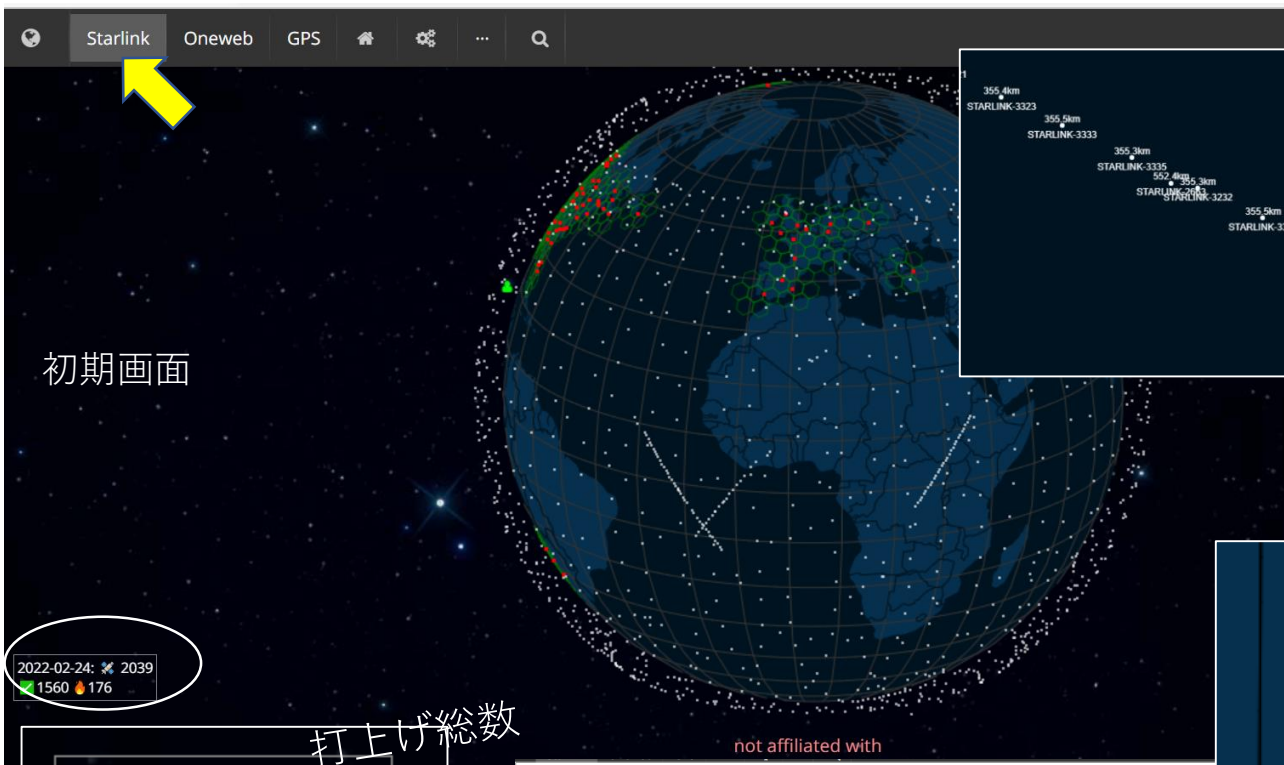 Starlink Oneweb GPS ...
355.4km
STARLINK-3323
355.5km
STARLINK-3333
355.3km
STARLINK-3335
552.4km
355.3km
STARLINK-3232
355.5km
初期画面
2022-02-24: 2039
1560 176
打上げ総数
not affiliated with